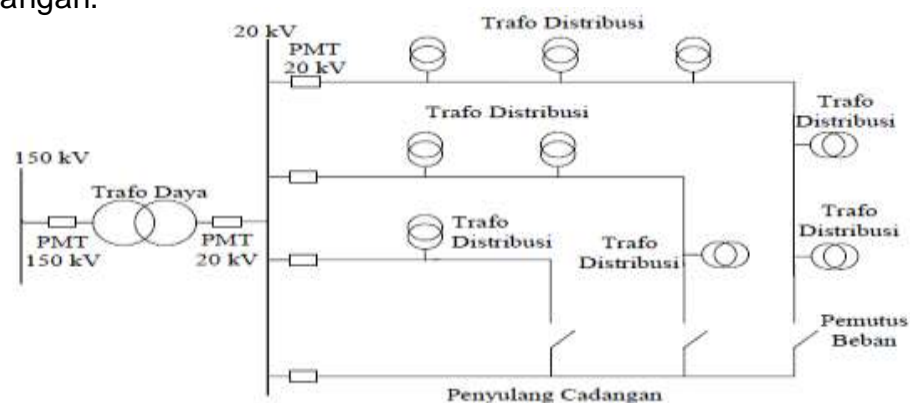 angan.
Trafo Distribusi
20 kV
PMT
20 kV
Trafo
Distribusi
Trafo Distribusi
150 kV
Trafo Daya
PMT
150 kV
PMT
20 kV
Trafo
Distribusi
Trafo
Distribusi
Trafo
Distribusi
Pemutus
Beban
Penyulang Cadangan